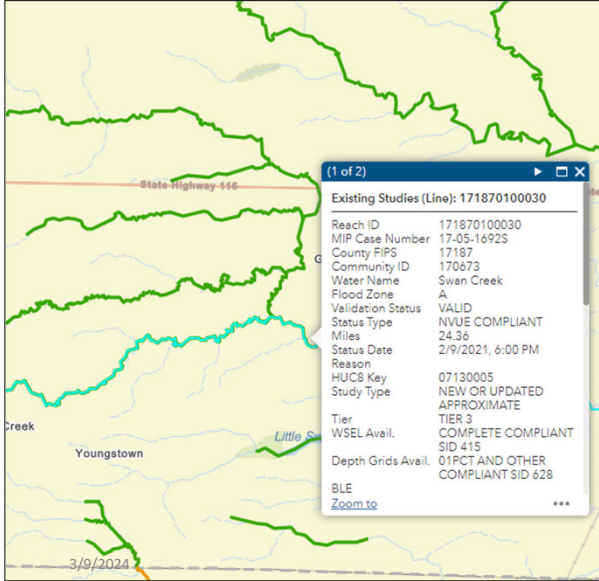 (1 of 2)
Existing Studies (Line): 171870100030
Reach ID 171870100030
MIP Case Number 17-05-1692S
County FIPS 17187
Community ID 170673
Water Name Swan Creek
Flood Zone A
Validation Status VALID
Status Type NVUE COMPLIANT
Miles 24.36
Status Date 2/9/2021, 6:00 PM
Reason
HUC8 Key 07130005
Study Type NEW OR UPDATED
APPROXIMATE
Tier TIER 3
WSEL Avail. COMPLETE COMPLIANT
SID 415
Depth Grids Avail. 01PCT AND OTHER
COMPLIANT SID 628
BLE
Zoom to •••
State Highway 116
G
Creek
Youngstown
Little S
3/9/2024